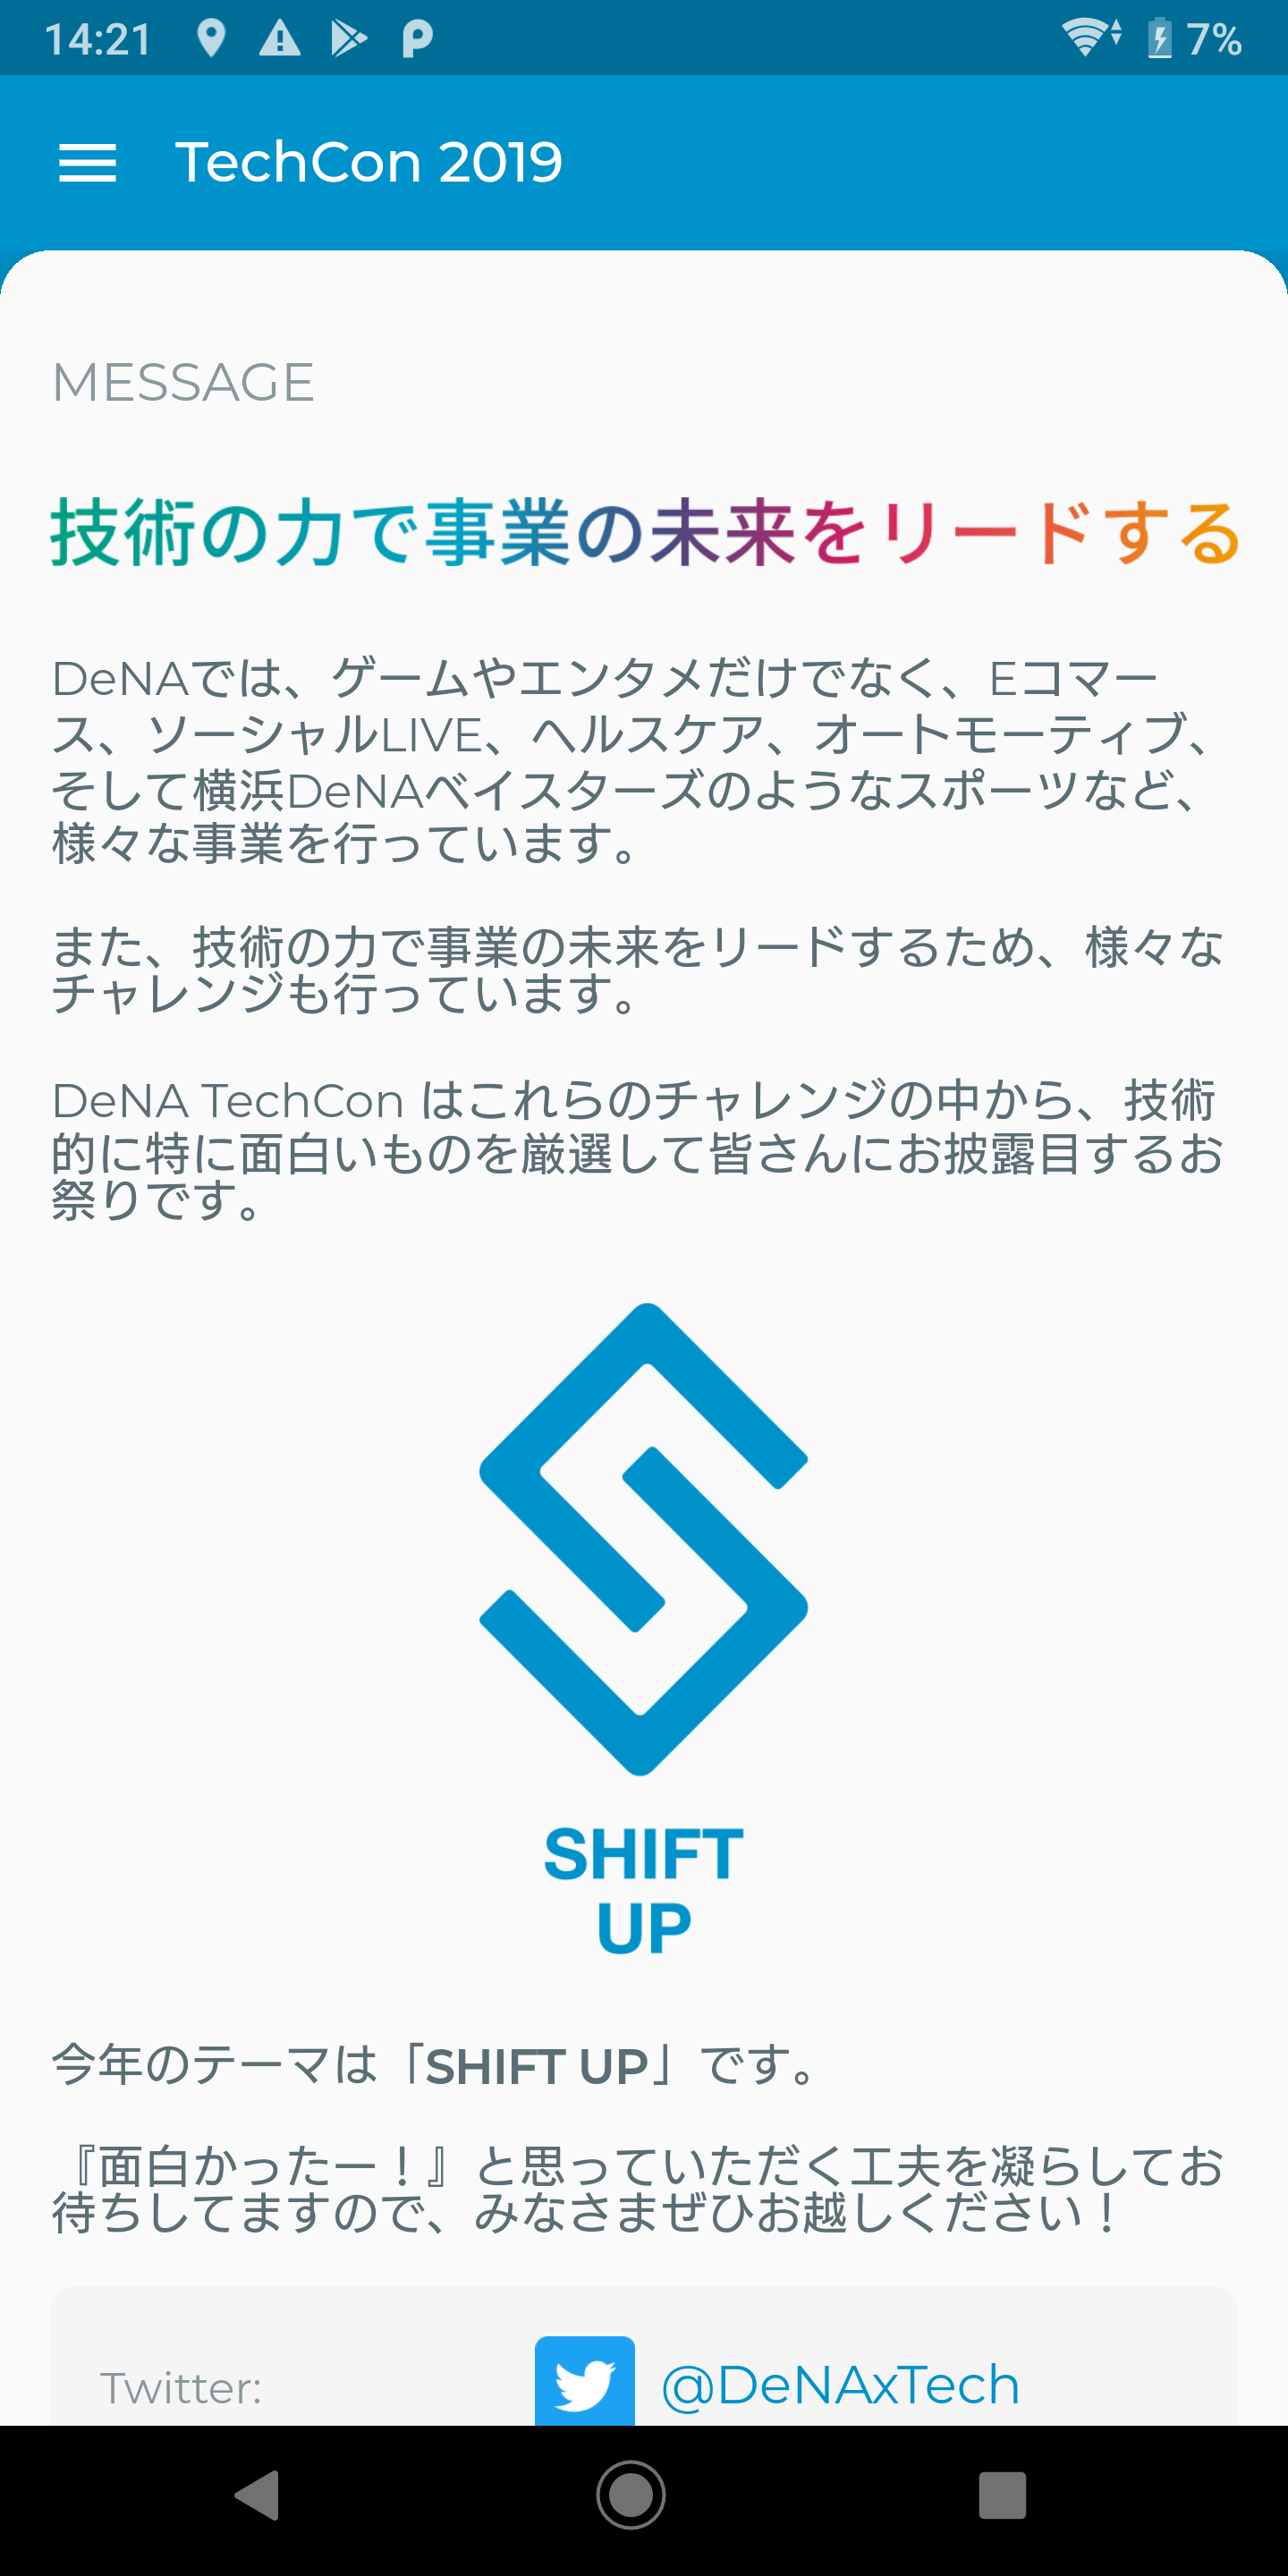 14:21
7%
TechCon 2019
MESSAGE
技術の力で事業の未来をリードする
DeNAでは、ゲームやエンタメだけでなく、Eコマー
ス、ソーシャルLIVE、ヘルスケア、オートモーティブ、
そして横浜DeNAベイスターズのようなスポーツなど、
様々な事業を行っています。
また、技術の力で事業の未来をリードするため、様々な
チャレンジも行っています。
DeNA TechCon はこれらのチャレンジの中から、技術
的に特に面白いものを厳選して皆さんにお披露目するお
祭りです。
SHIFT
UP
今年のテーマは「SHIFT UP」です。
『面白かったー！』と思っていただく工夫を凝らしてお
待ちしてますので、みなさまぜひお越しください！
Twitter:
@DeNAxTech